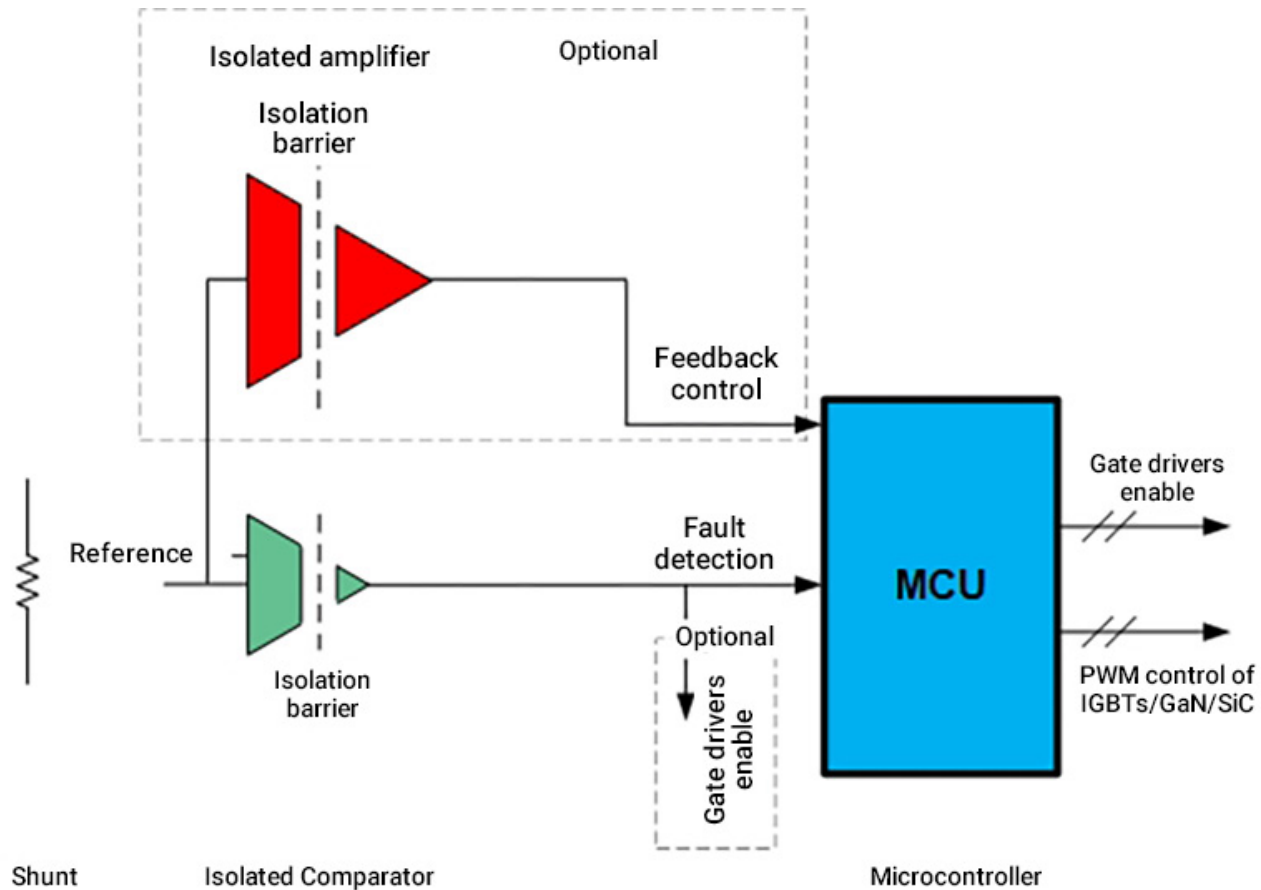 Isolated amplifier
Optional
Isolation
barrier
Feedback
control
Gate drivers
enable
Reference
Fault
detection
MCU
Optional
Gate drivers
enable
Isolation
barrier
PWM control of
IGBTs/GaN/SiC
Shunt
Isolated Comparator
Microcontroller